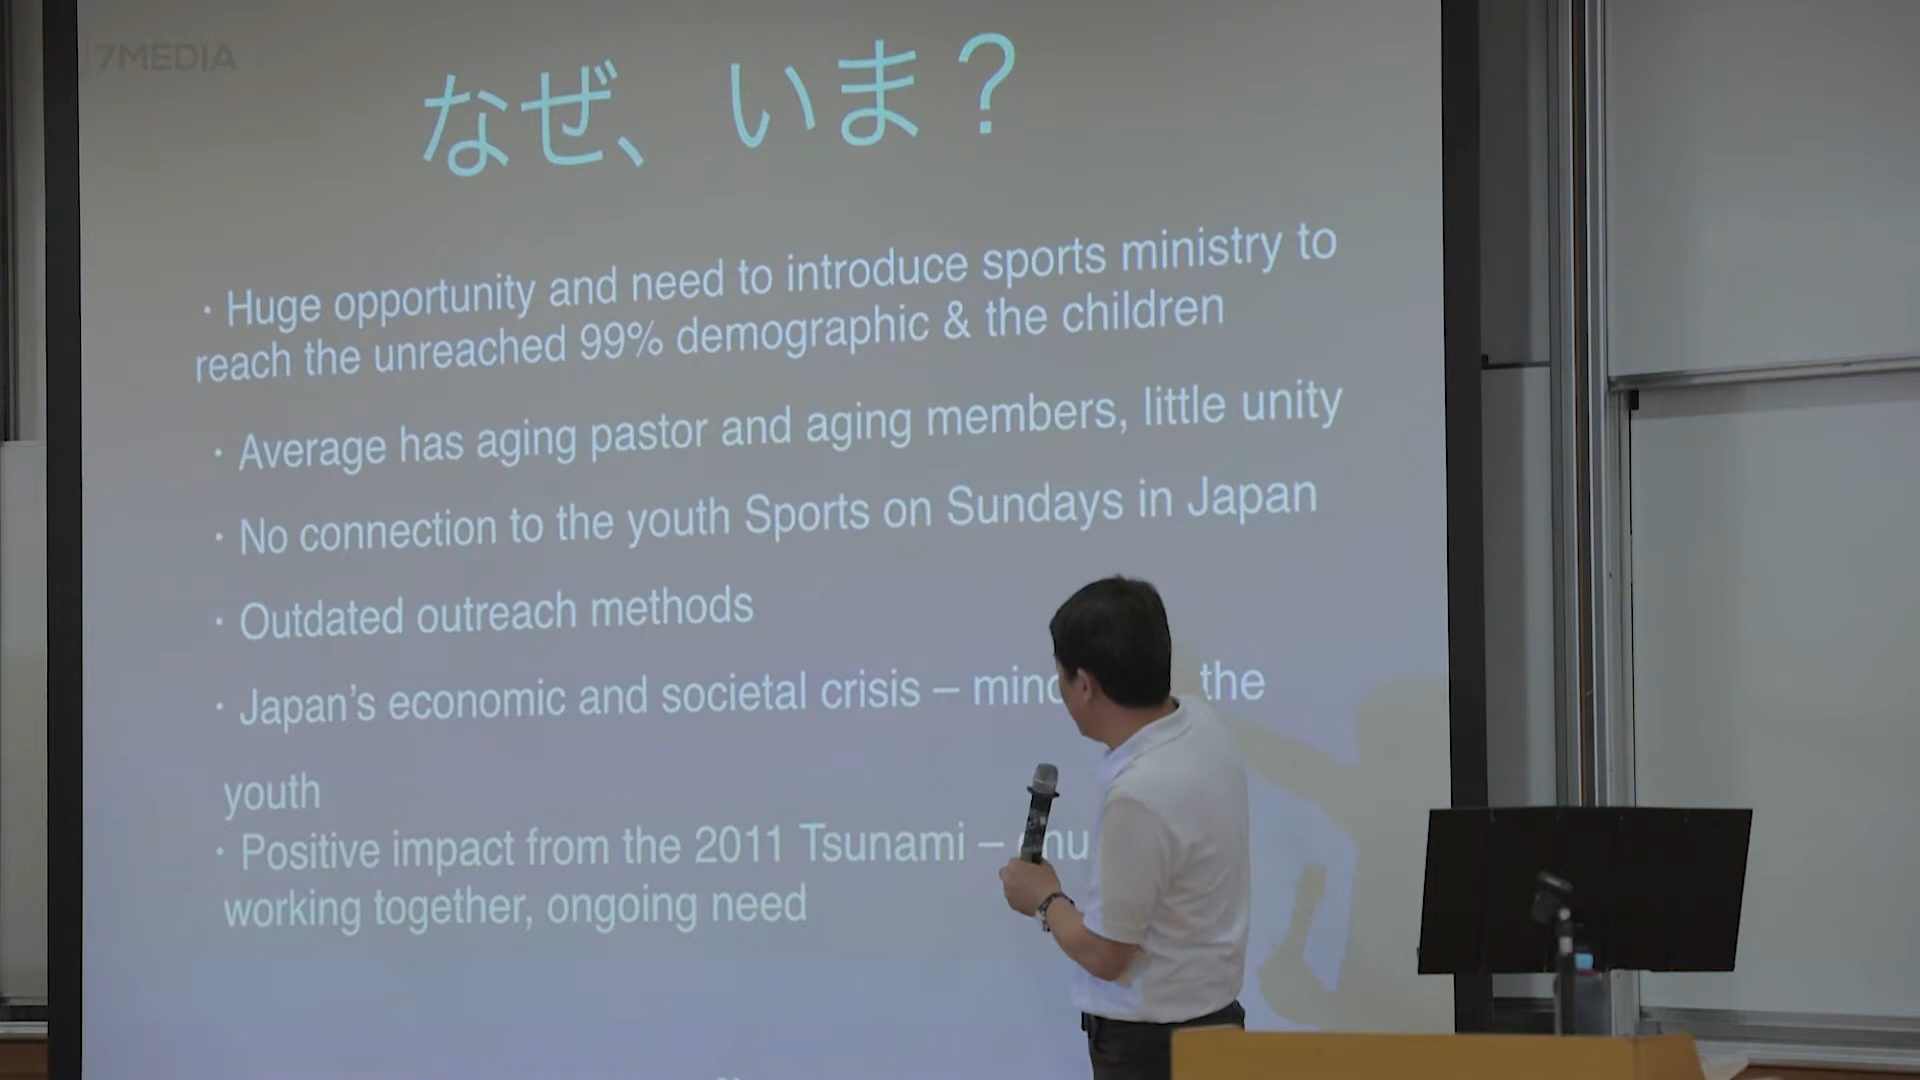 7MEDIA
なぜ、いま？
· Huge opportunity and need to introduce sports ministry to
reach the unreached 99% demographic & the children
· Average has aging pastor and aging members, little unity
· No connection to the youth Sports on Sundays in Japan
· Outdated outreach methods
· Japan’s economic and societal crisis – the
youth
· Positive impact from the 2011 Tsunami –
working together, ongoing need